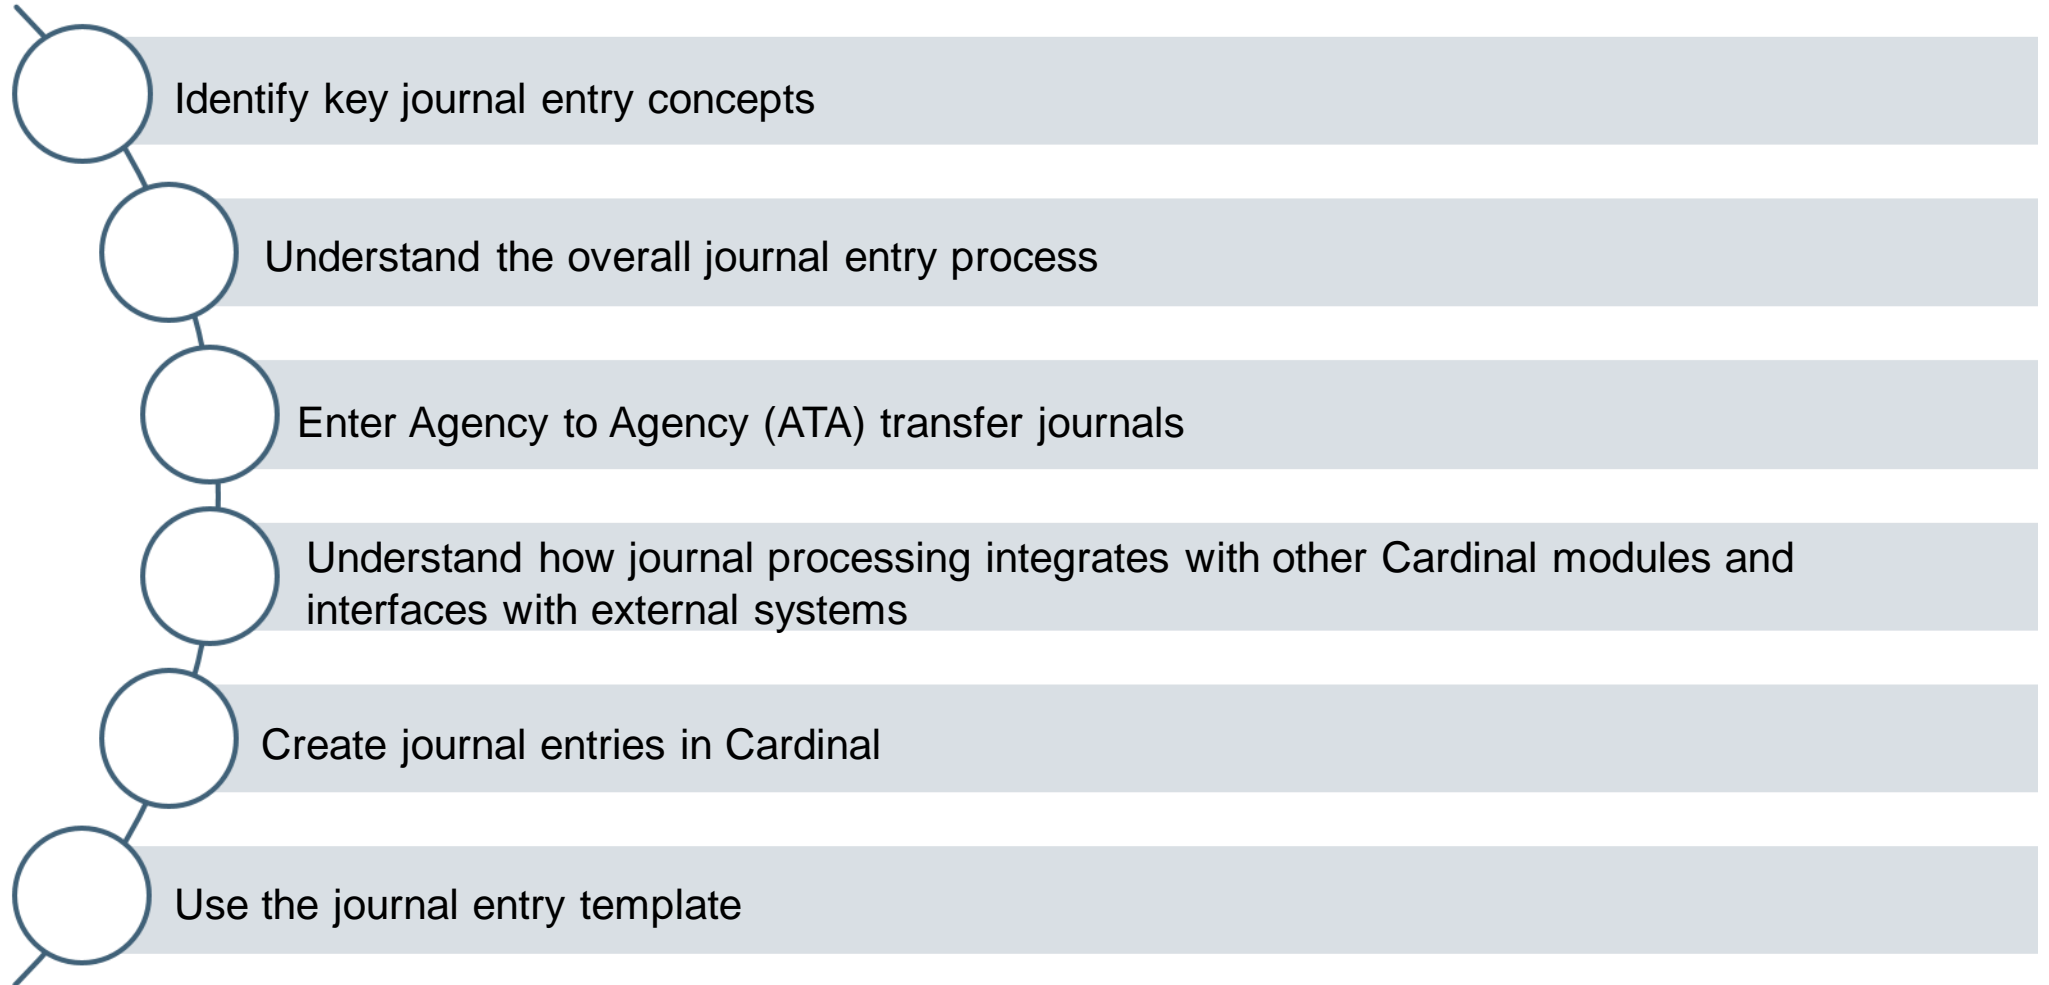 Identify key journal entry concepts
Understand the overall journal entry process
Enter Agency to Agency (ATA) transfer journals
Understand how journal processing integrates with other Cardinal modules and
interfaces with external systems
Create journal entries in Cardinal
Use the journal entry template